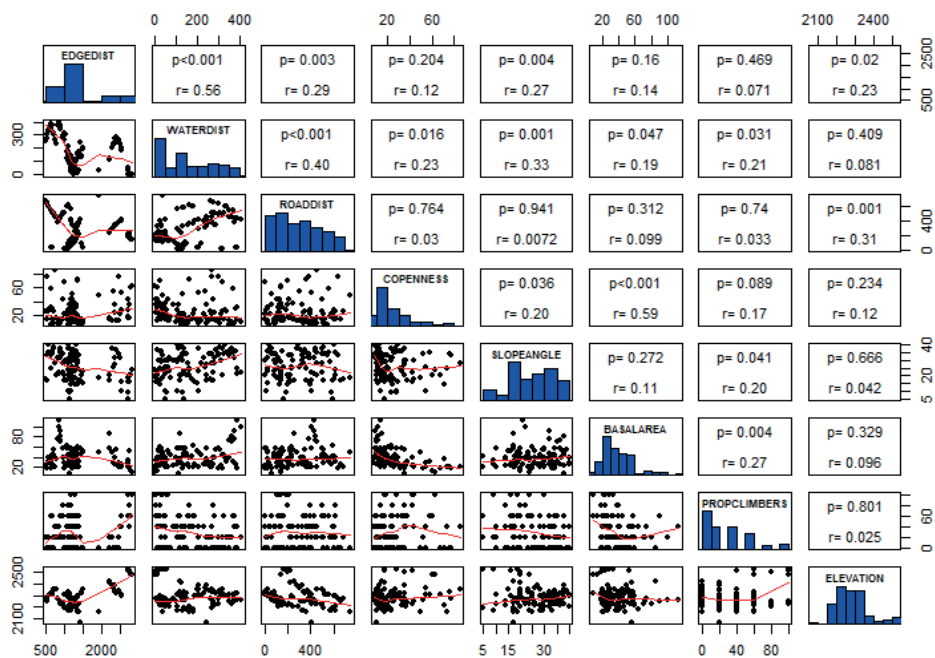 0 200 400 20 60 20 60 100 2100 2400
EDGEDIST p<0.001 p= 0.003 p= 0.204 p= 0.004 p= 0.16 p= 0.469 p= 0.02 500 2500
r= 0.56 r= 0.29 r= 0.12 r= 0.27 r= 0.14 r= 0.071 r= 0.23
0 300 WATERDIST p<0.001 p= 0.016 p= 0.001 p= 0.047 p= 0.031 p= 0.409
r= 0.40 r= 0.23 r= 0.33 r= 0.19 r= 0.21 r= 0.081
ROADDIST p= 0.764 p= 0.941 p= 0.312 p= 0.74 p= 0.001 0 400
r= 0.03 r= 0.0072 r= 0.099 r= 0.033 r= 0.31
20 60 COPENNESS p= 0.036 p<0.001 p= 0.089 p= 0.234
r= 0.20 r= 0.59 r= 0.17 r= 0.12
SLOPEANGLE p= 0.272 p= 0.041 p= 0.666 5 20 40
r= 0.11 r= 0.20 r= 0.042
20 80 BASALAREA p= 0.004 p= 0.329
r= 0.27 r= 0.096
PROPCLIMBERS p= 0.801 0 60
r= 0.025
2100 2500 ELEVATION
500 2000 0 400 20 60 5 15 30 0 40 100